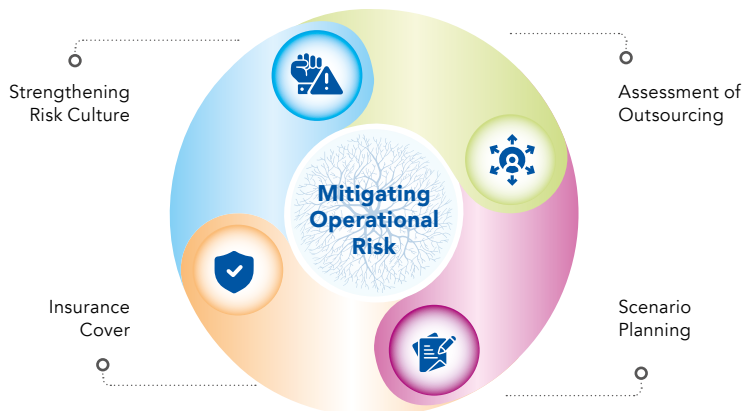 Strengthening
Risk Culture
Assessment of
Outsourcing
Mitigating
Operational
Risk
Insurance
Cover
Scenario
Planning